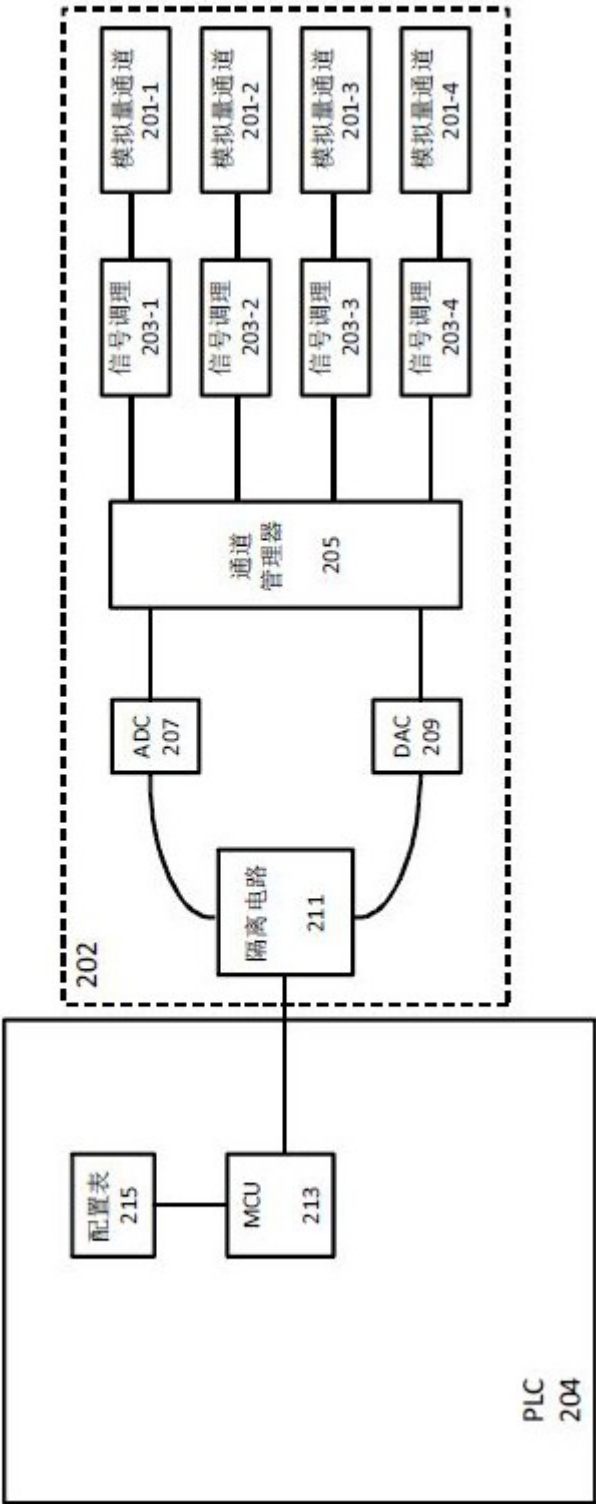 PLC
204
配置表
215
MCU
213
202
隔离电路
211
ADC
207
DAC
209
通道
管理器
205
信号调理
203-1
信号调理
203-2
信号调理
203-3
信号调理
203-4
模拟量通道
201-1
模拟量通道
201-2
模拟量通道
201-3
模拟量通道
201-4